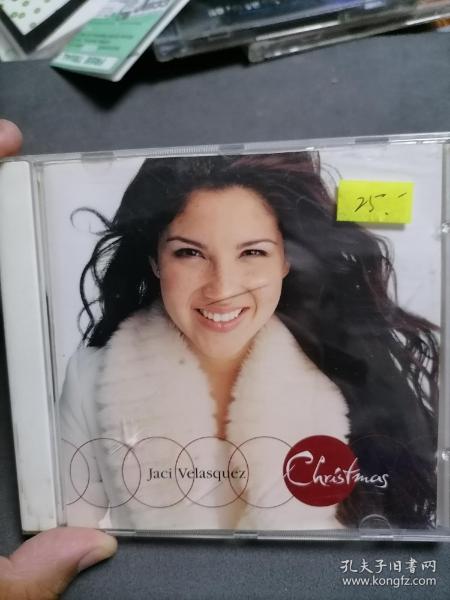 25.-
Jaci Velasquez
Christmas
孔夫子旧书网
www.kongfz.com